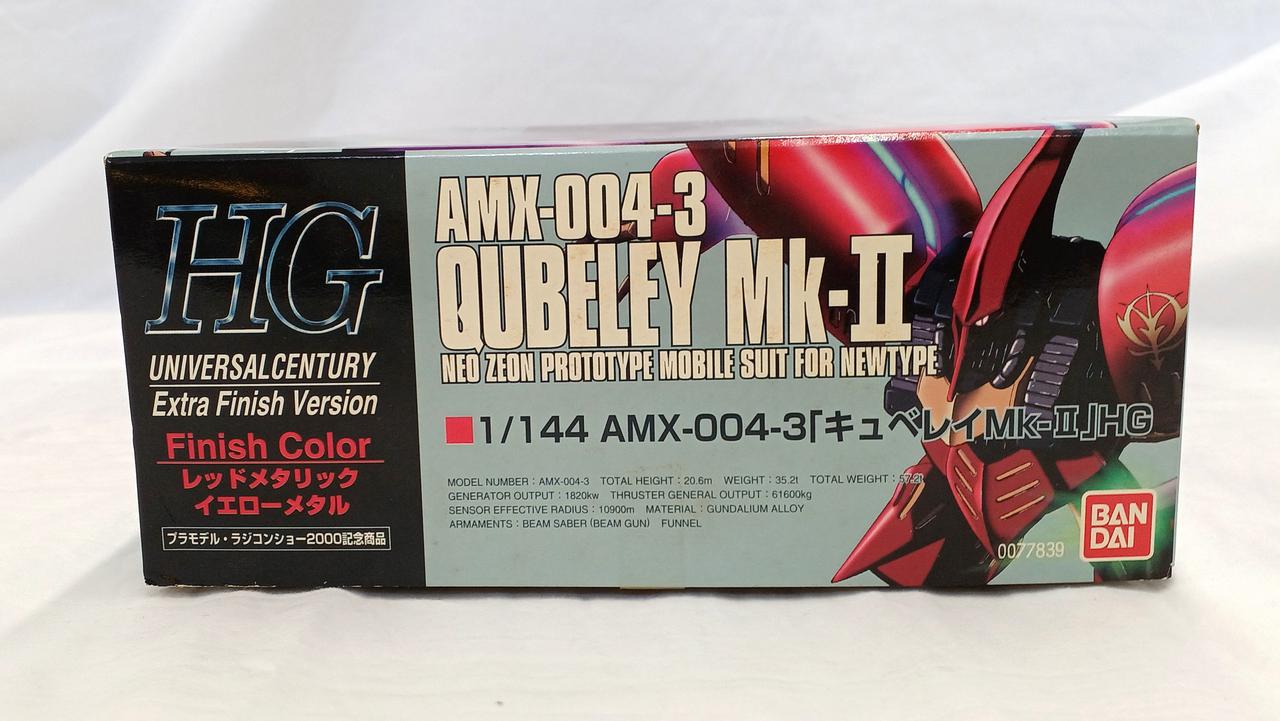 HG
UNIVERSALCENTURY
Extra Finish Version
Finish Color
レッドメタリック
イエローメタル
プラモデル・ラジコンショー2000記念商品
AMX-004-3
QUBELEY Mk-II
NEO ZEON PROTOTYPE MOBILE SUIT FOR NEWTYPE
1/144 AMX-004-3「キュベレイMk-II」HG
MODEL NUMBER : AMX-004-3 TOTAL HEIGHT : 20.6m WEIGHT : 35.2t TOTAL WEIGHT : 57.2t
GENERATOR OUTPUT : 1820kw THRUSTER GENERAL OUTPUT : 61600kg
SENSOR EFFECTIVE RADIUS : 10900m MATERIAL : GUNDALIUM ALLOY
ARMAMENTS : BEAM SABER (BEAM GUN) FUNNEL
0077839
BAN
DAI